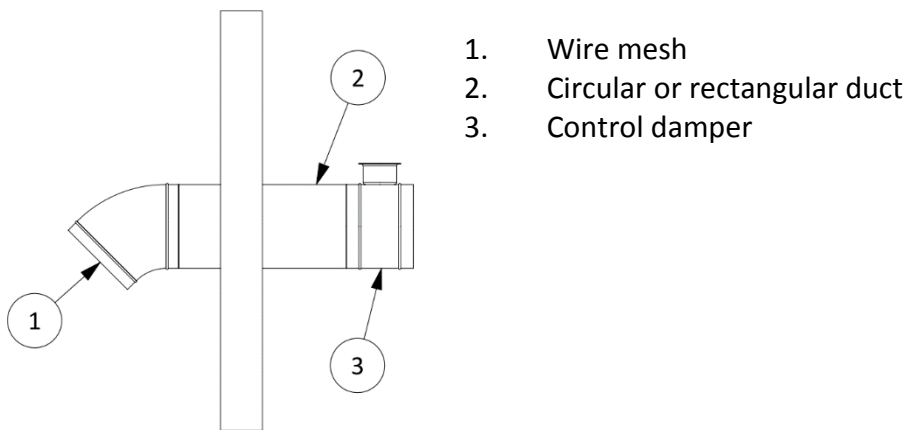 1. Wire mesh
2. Circular or rectangular duct
3. Control damper
2
1
3